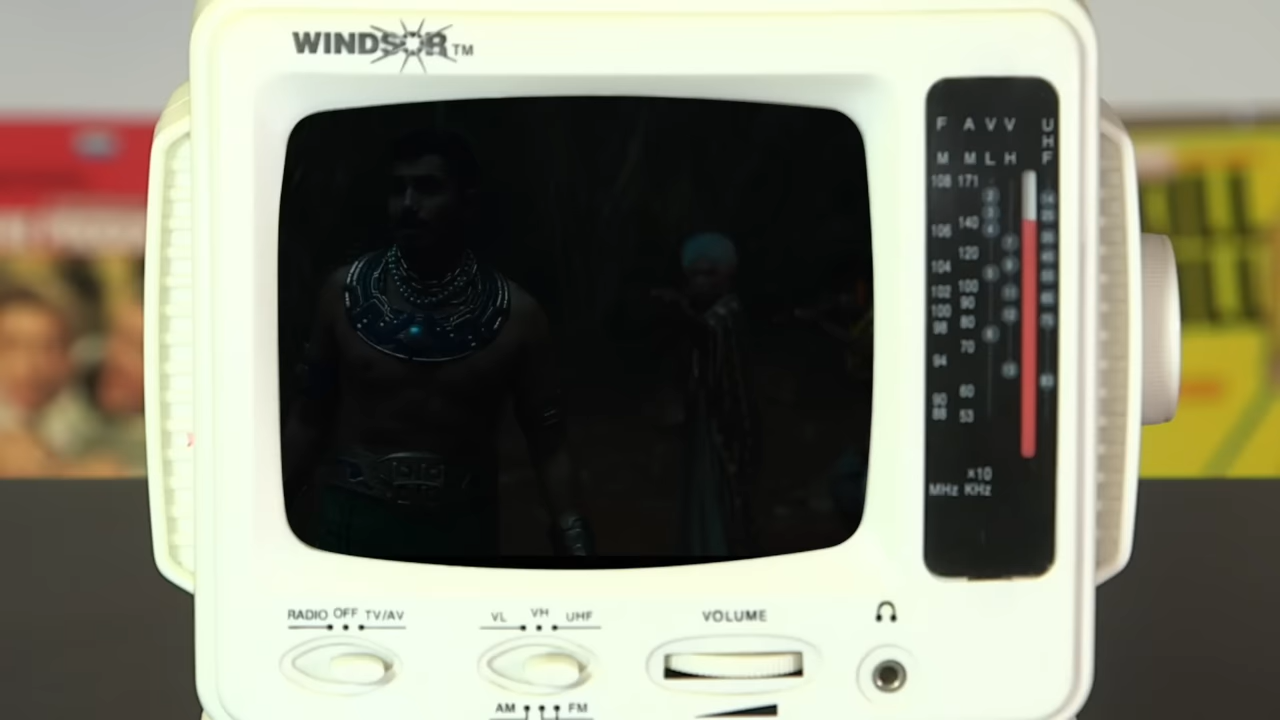 WINDSOR TM
F A V V U
H
M M L H F
108 171
106 140
104 120
102 100
100 90
98 80
94 70
90 60
88 53
×10
MHz KHz
RADIO OFF TV/AV
VL VH UHF
VOLUME
AM FM